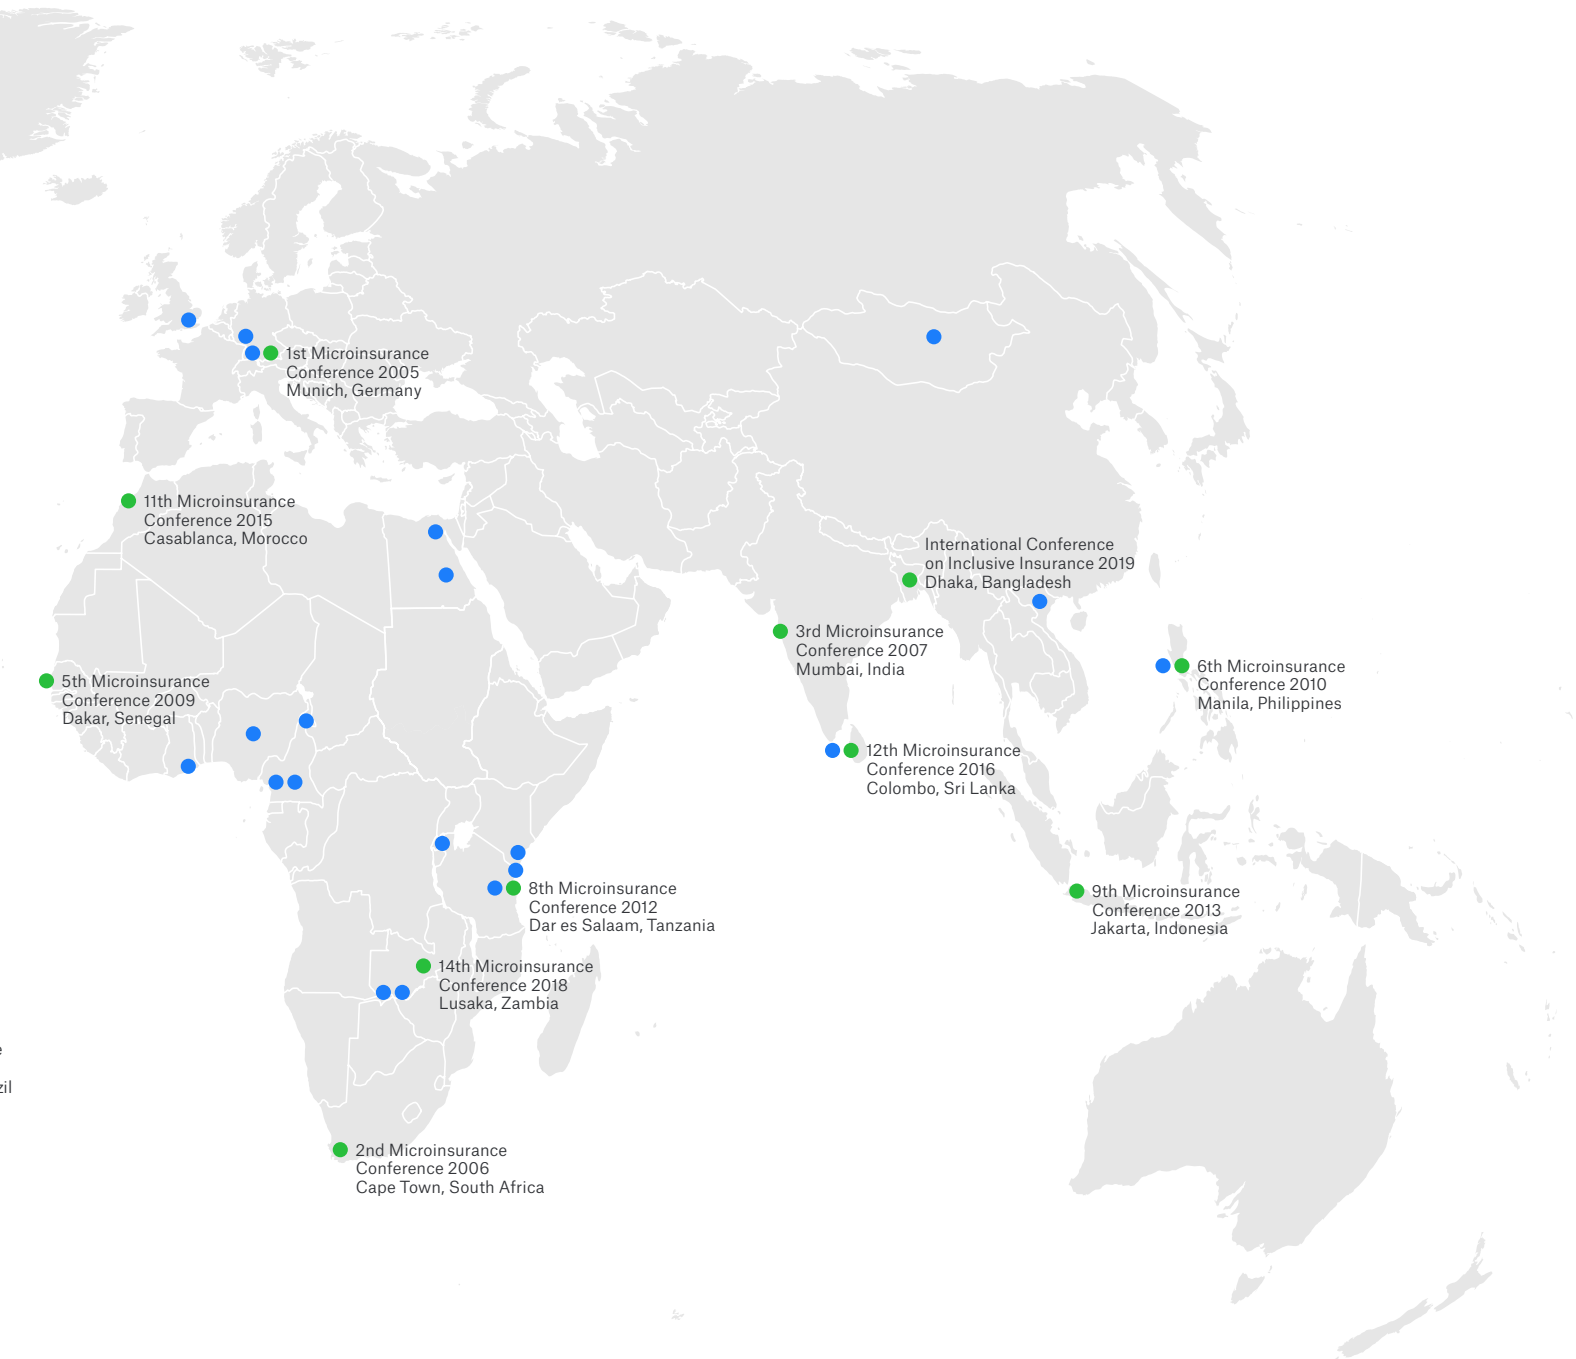 1st Microinsurance
Conference 2005
Munich, Germany
11th Microinsurance
Conference 2015
Casablanca, Morocco
International Conference
on Inclusive Insurance 2019
Dhaka, Bangladesh
3rd Microinsurance
Conference 2007
Mumbai, India
6th Microinsurance
Conference 2010
Manila, Philippines
5th Microinsurance
Conference 2009
Dakar, Senegal
12th Microinsurance
Conference 2016
Colombo, Sri Lanka
8th Microinsurance
Conference 2012
Dar es Salaam, Tanzania
9th Microinsurance
Conference 2013
Jakarta, Indonesia
14th Microinsurance
Conference 2018
Lusaka, Zambia
2nd Microinsurance
Conference 2006
Cape Town, South Africa